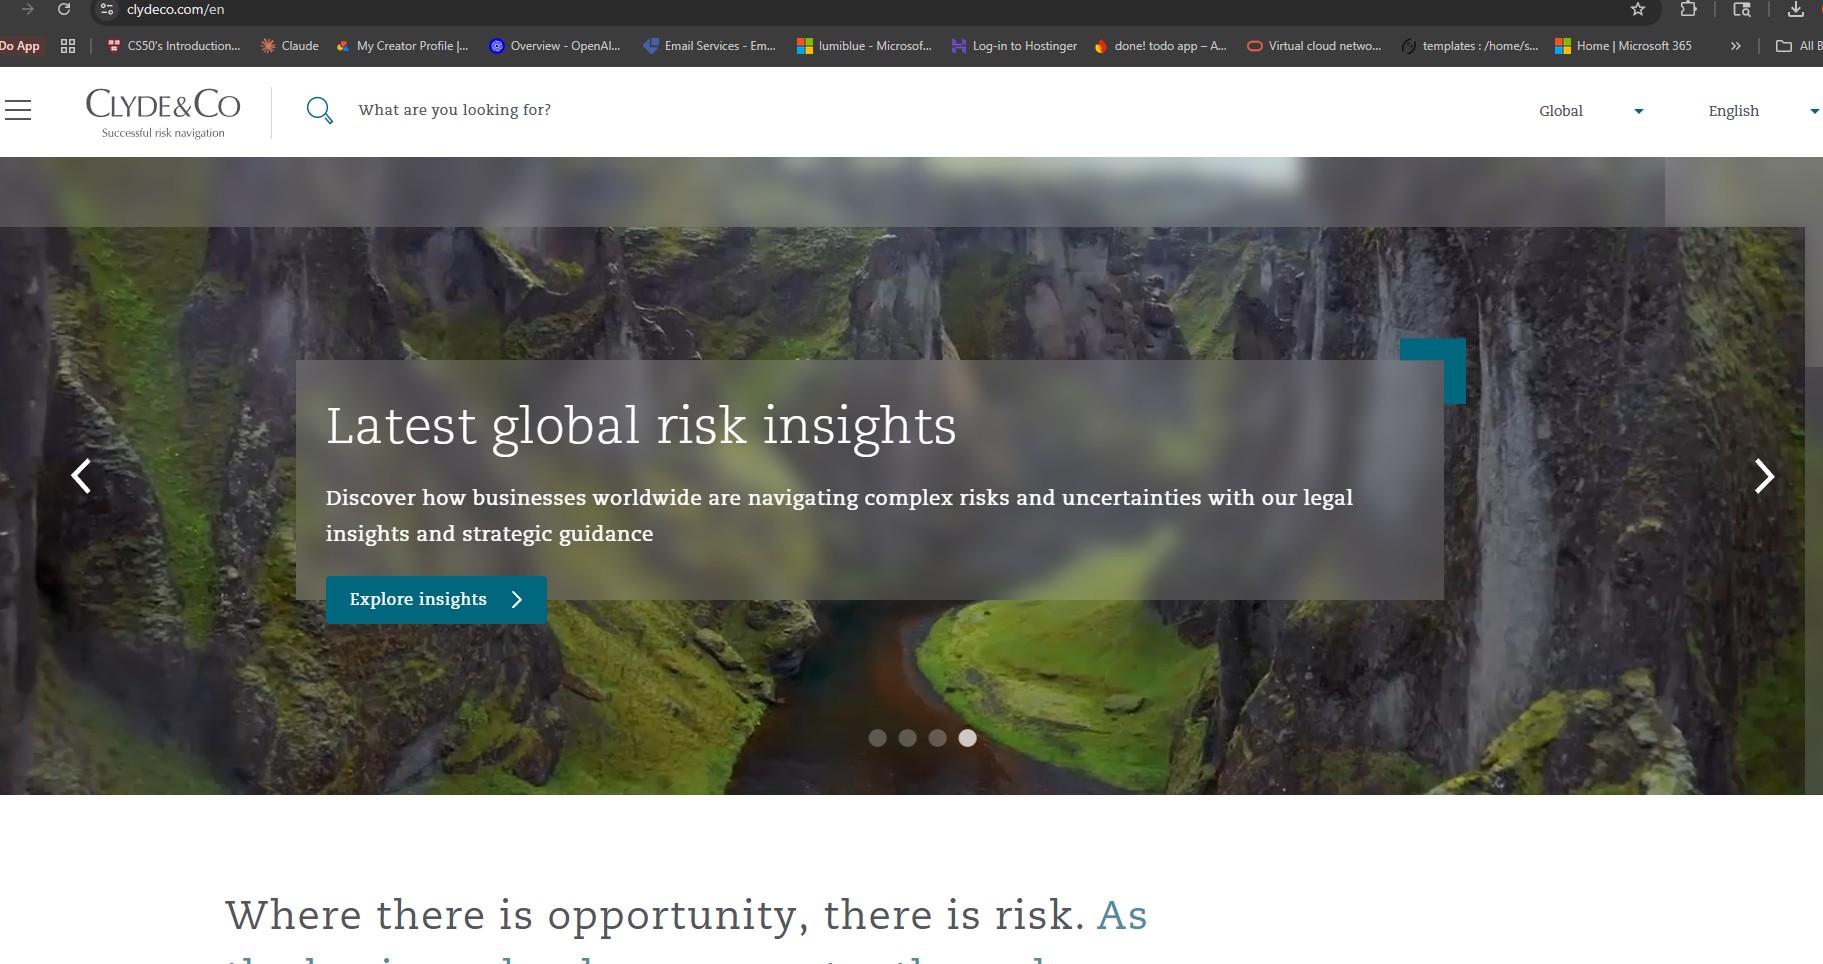 clydeco.com/en
Do App
CS50's Introduction...
Claude
My Creator Profile |...
Overview - OpenAI...
Email Services - Em...
lumiblue - Microsof...
Log-in to Hostinger
done! todo app – A...
Virtual cloud netwo...
templates : /home/s...
Home | Microsoft 365
All B
CLYDE&CO
Successful risk navigation
What are you looking for?
Global
English
Latest global risk insights
Discover how businesses worldwide are navigating complex risks and uncertainties with our legal
insights and strategic guidance
Explore insights
Where there is opportunity, there is risk. As